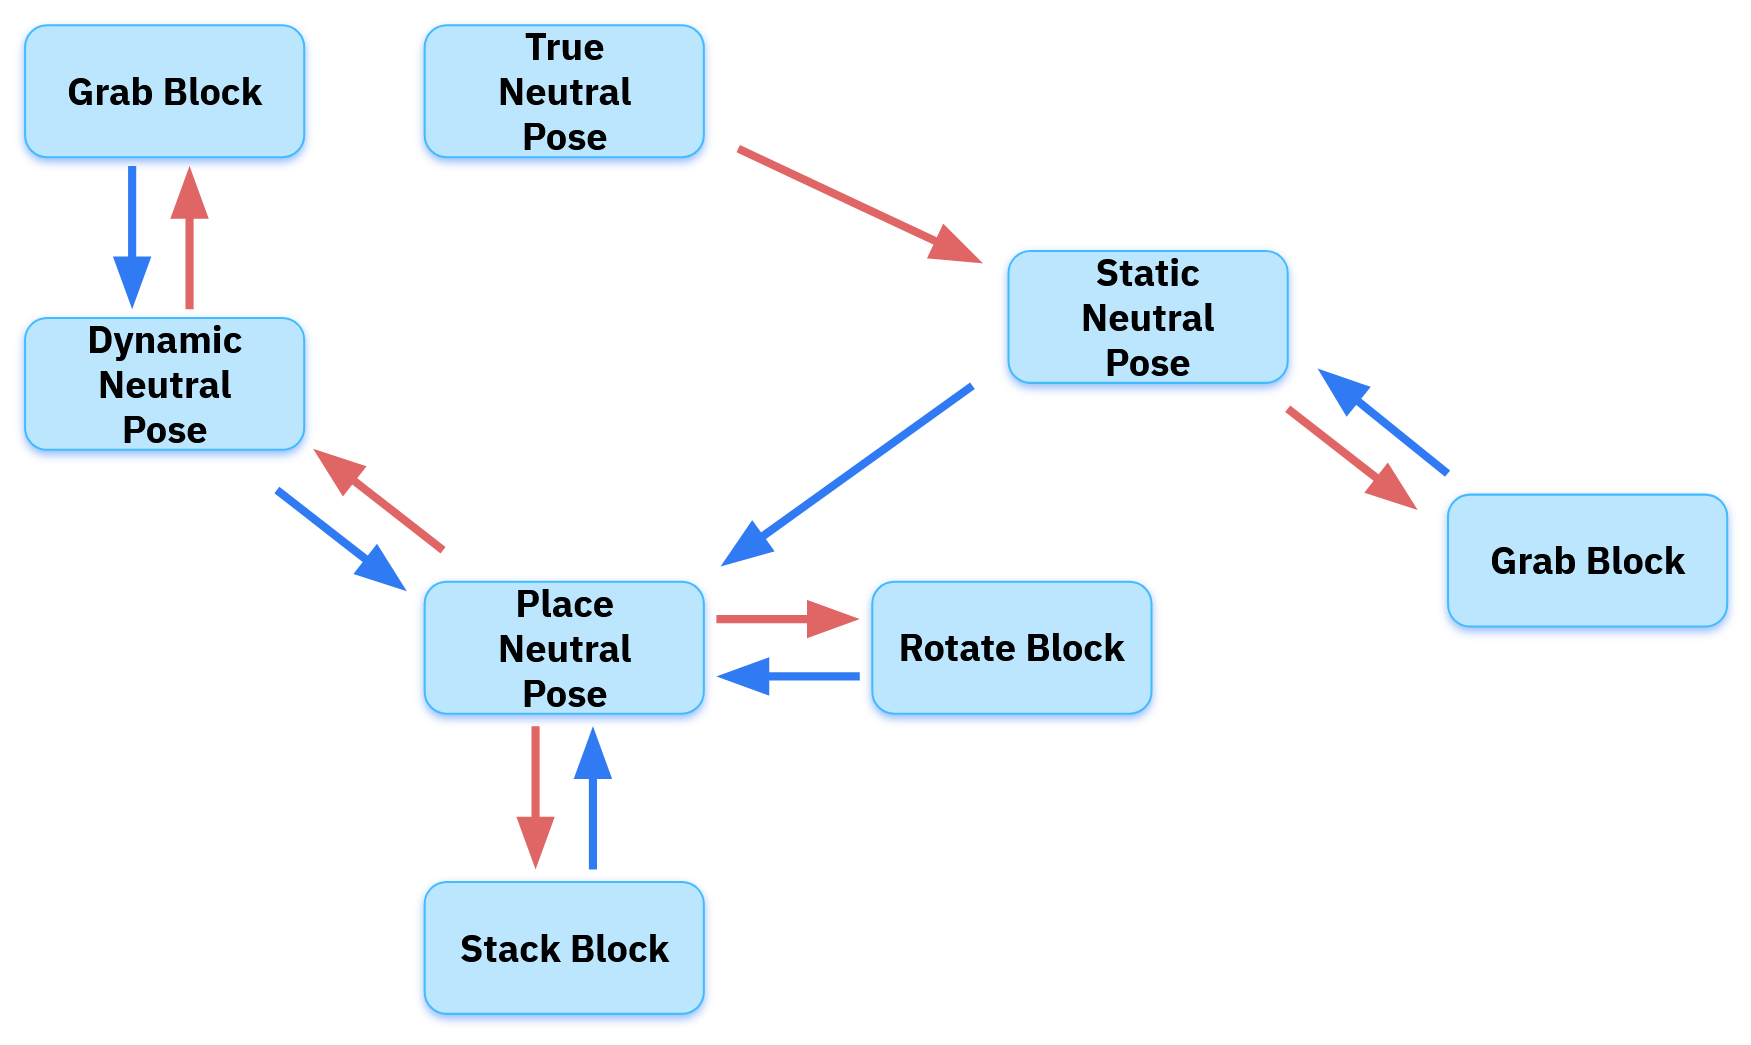 Grab Block
True
Neutral
Pose
Static
Neutral
Pose
Dynamic
Neutral
Pose
Grab Block
Place
Neutral
Pose
Rotate Block
Stack Block